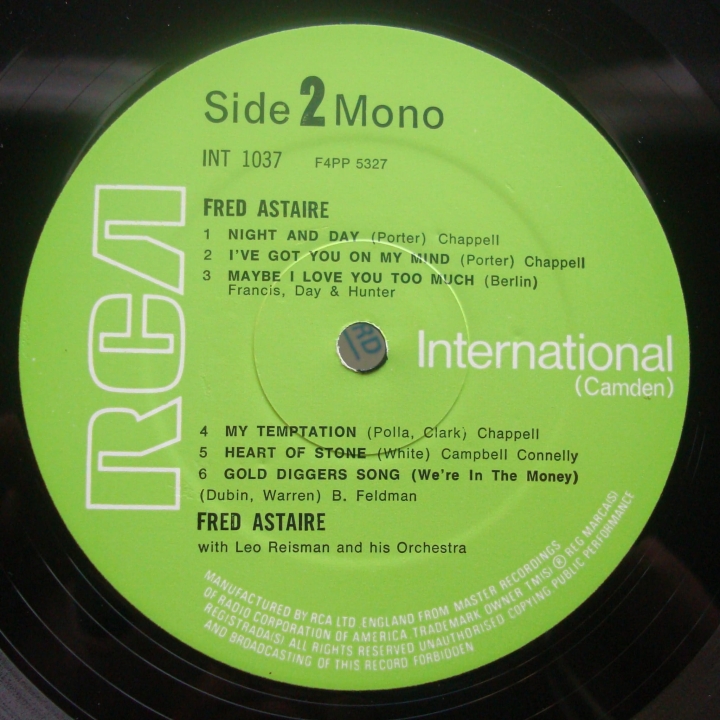 Side 2 Mono
INT 1037 F4PP 5327
FRED ASTAIRE
1 NIGHT AND DAY (Porter) Chappell
2 I'VE GOT YOU ON MY MIND (Porter) Chappell
3 MAYBE I LOVE YOU TOO MUCH (Berlin)
Francis, Day & Hunter
RCA
RD
International
(Camden)
4 MY TEMPTATION (Polla, Clark) Chappell
5 HEART OF STONE (White) Campbell Connelly
6 GOLD DIGGERS SONG (We're In The Money)
(Dubin, Warren) B. Feldman
FRED ASTAIRE
with Leo Reisman and his Orchestra
MANUFACTURED BY RCA LTD. ENGLAND FROM MASTER RECORDINGS
OF RADIO CORPORATION OF AMERICA. TRADEMARK OWNER TM(S) ® REG MARCA(S)
REGISTRADA(S) ALL RIGHTS RESERVED UNAUTHORISED COPYING PUBLIC PERFORMANCE
AND BROADCASTING OF THIS RECORD FORBIDDEN